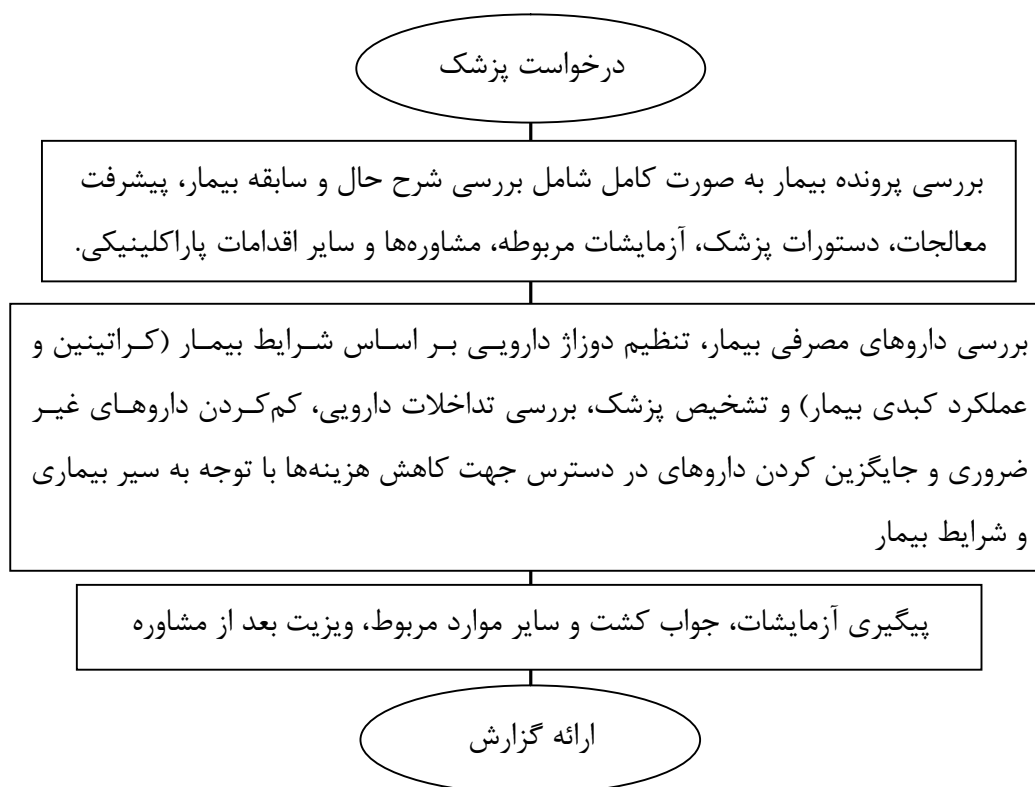 درخواست پزشک
بررسی پرونده بیمار به صورت کامل شامل بررسی شرح حال و سابقه بیمار، پیشرفت
معالجات، دستورات پزشک، آزمایشات مربوطه، مشاوره‌ها و سایر اقدامات پاراکلینیکی.
بررسی داروهای مصرفی بیمار، تنظیم دوزاژ دارویی بر اساس شرایط بیمار (کراتینین و
عملکرد کبدی بیمار) و تشخیص پزشک، بررسی تداخلات دارویی، کم‌کردن داروهای غیر
ضروری و جایگزین کردن داروهای در دسترس جهت کاهش هزینه‌ها با توجه به سیر بیماری
و شرایط بیمار
پیگیری آزمایشات، جواب کشت و سایر موارد مربوط، ویزیت بعد از مشاوره
ارائه گزارش